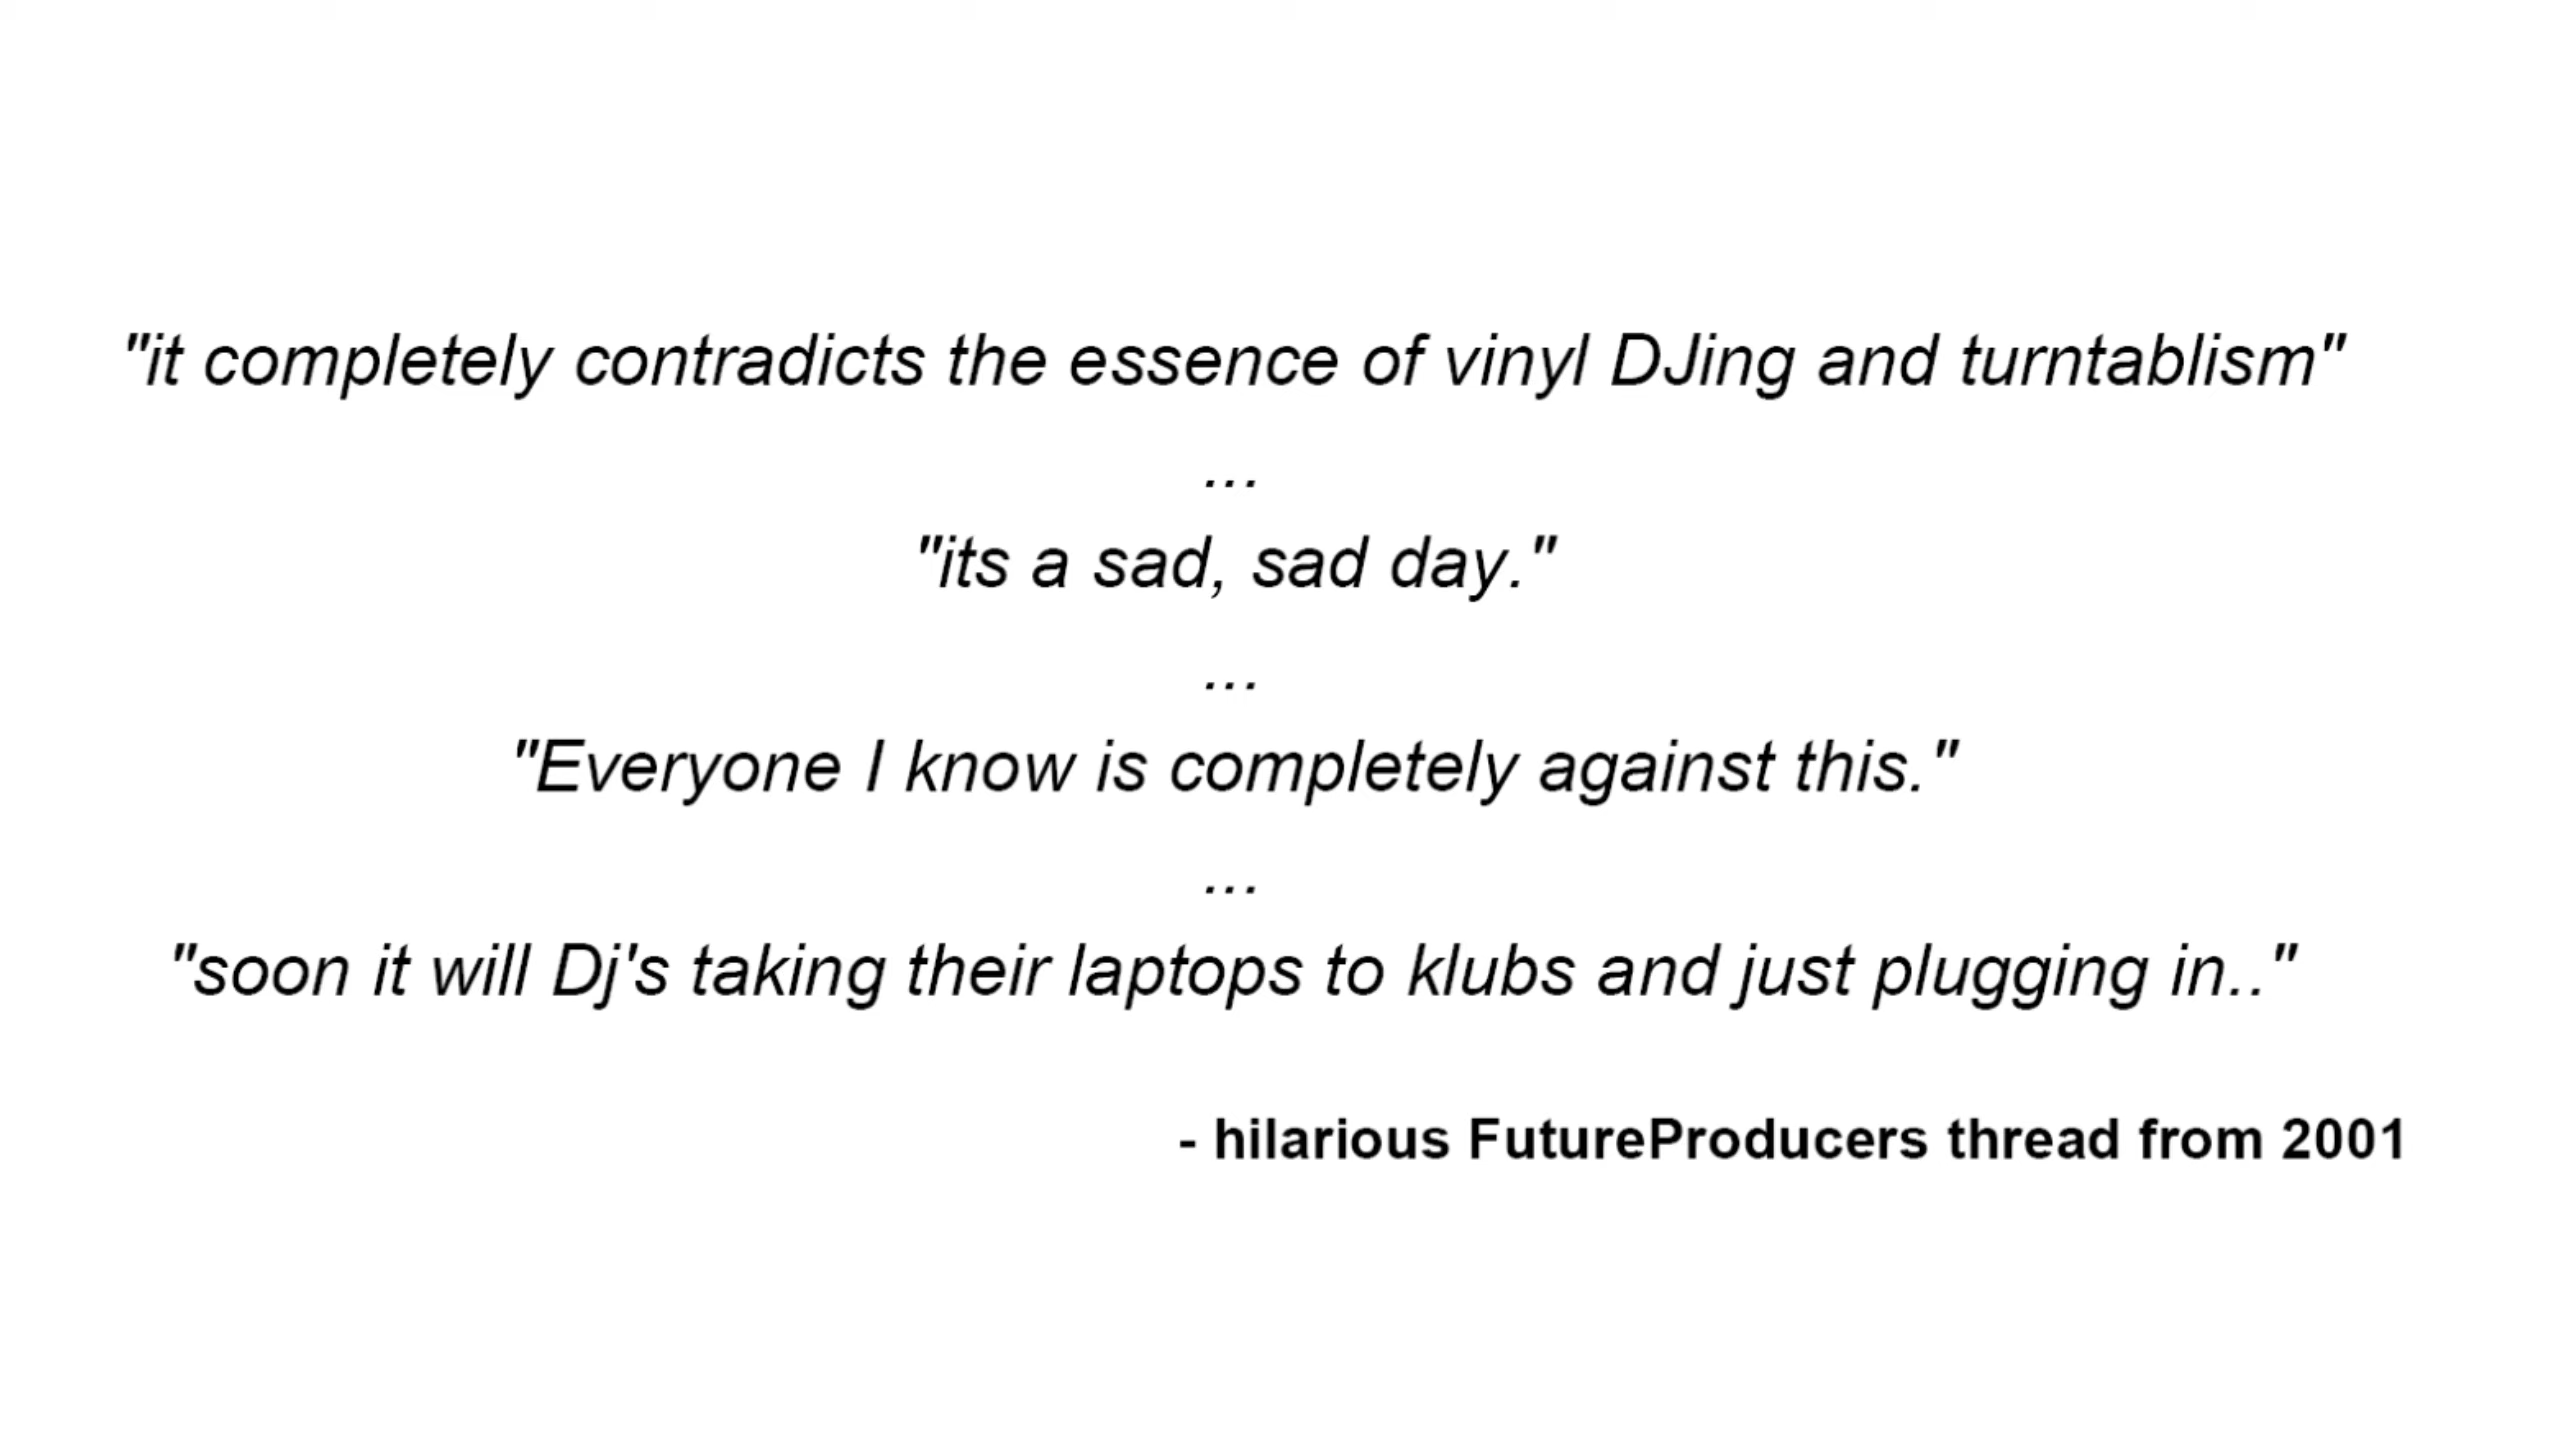 "it completely contradicts the essence of vinyl DJing and turntablism"
...
"its a sad, sad day."
...
"Everyone I know is completely against this."
...
"soon it will Dj's taking their laptops to klubs and just plugging in.."
- hilarious FutureProducers thread from 2001